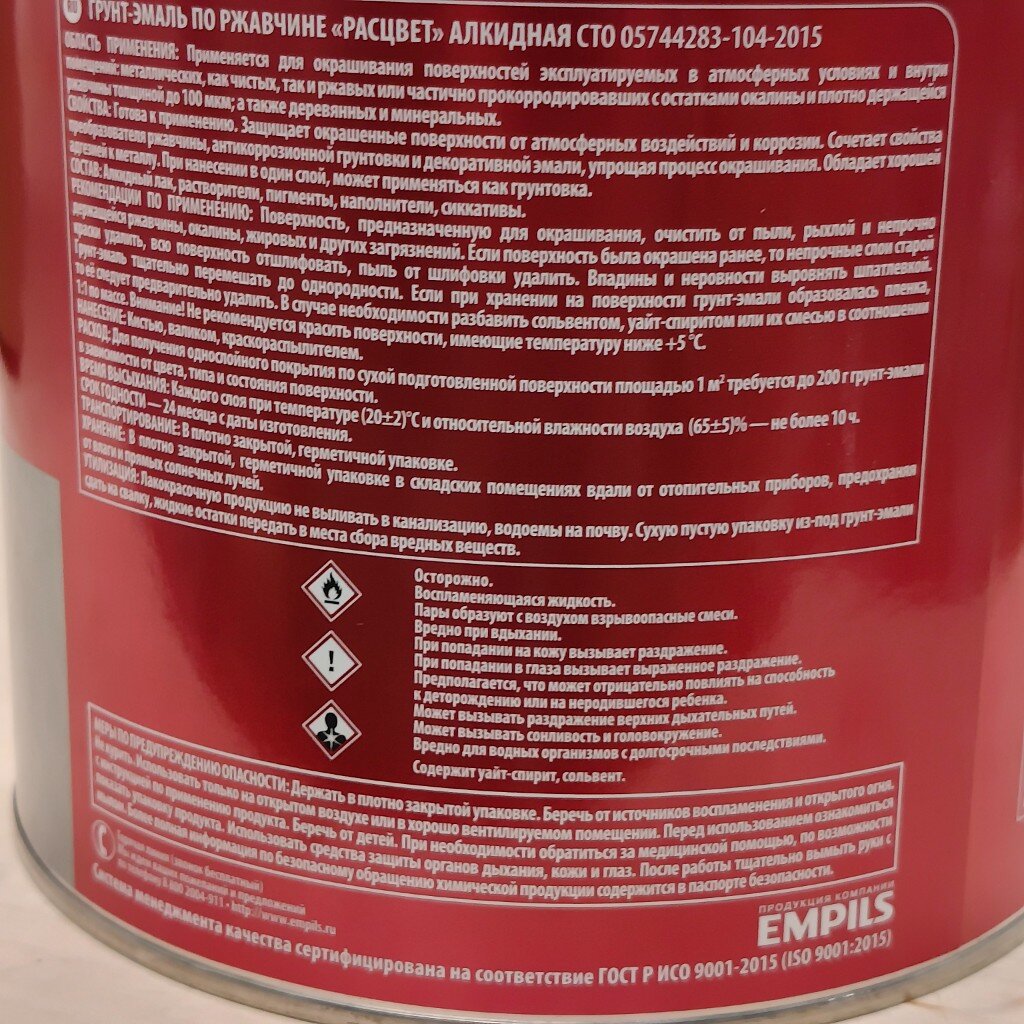 RU ГРУНТ-ЭМАЛЬ ПО РЖАВЧИНЕ «РАСЦВЕТ» АЛКИДНАЯ СТО 05744283-104-2015
ОБЛАСТЬ ПРИМЕНЕНИЯ: Применяется для окрашивания поверхностей эксплуатируемых в атмосферных условиях и внутри
помещений: металлических, как чистых, так и ржавых или частично прокорродировавших с остатками окалины и плотно держащейся
ржавчины толщиной до 100 мкм; а также деревянных и минеральных.
СВОЙСТВА: Готова к применению. Защищает окрашенные поверхности от атмосферных воздействий и коррозии. Сочетает свойства
преобразователя ржавчины, антикоррозионной грунтовки и декоративной эмали, упрощая процесс окрашивания. Обладает хорошей
адгезией к металлу. При нанесении в один слой, может применяться как грунтовка.
СОСТАВ: Алкидный лак, растворители, пигменты, наполнители, сиккативы.
РЕКОМЕНДАЦИИ ПО ПРИМЕНЕНИЮ: Поверхность, предназначенную для окрашивания, очистить от пыли, рыхлой и непрочно
держащейся ржавчины, окалины, жировых и других загрязнений. Если поверхность была окрашена ранее, то непрочные слои старой
краски удалить, всю поверхность отшлифовать, пыль от шлифовки удалить. Впадины и неровности выровнять шпатлевкой.
Грунт-эмаль тщательно перемешать до однородности. Если при хранении на поверхности грунт-эмали образовалась пленка,
то её следует предварительно удалить. В случае необходимости разбавить сольвентом, уайт-спиритом или их смесью в соотношении
1:1 по массе. Внимание! Не рекомендуется красить поверхности, имеющие температуру ниже +5 °С.
НАНЕСЕНИЕ: Кистью, валиком, краскораспылителем.
РАСХОД: Для получения однослойного покрытия по сухой подготовленной поверхности площадью 1 м² требуется до 200 г грунт-эмали
в зависимости от цвета, типа и состояния поверхности.
ВРЕМЯ ВЫСЫХАНИЯ: Каждого слоя при температуре (20±2)°С и относительной влажности воздуха (65±5)% — не более 10 ч.
СРОК ГОДНОСТИ — 24 месяца с даты изготовления.
ТРАНСПОРТИРОВАНИЕ: В плотно закрытой, герметичной упаковке.
ХРАНЕНИЕ: В плотно закрытой, герметичной упаковке в складских помещениях вдали от отопительных приборов, предохраняя
от влаги и прямых солнечных лучей.
УТИЛИЗАЦИЯ: Лакокрасочную продукцию не выливать в канализацию, водоемы на почву. Сухую пустую упаковку из-под грунт-эмали
сдать на свалку, жидкие остатки передать в места сбора вредных веществ.
Осторожно.
Воспламеняющаяся жидкость.
Пары образуют с воздухом взрывоопасные смеси.
Вредно при вдыхании.
При попадании на кожу вызывает раздражение.
При попадании в глаза вызывает выраженное раздражение.
Предполагается, что может отрицательно повлиять на способность
к деторождению или на неродившегося ребенка.
Может вызывать раздражение верхних дыхательных путей.
Может вызывать сонливость и головокружение.
Вредно для водных организмов с долгосрочными последствиями.
Содержит уайт-спирит, сольвент.
МЕРЫ ПО ПРЕДУПРЕЖДЕНИЮ ОПАСНОСТИ: Держать в плотно закрытой упаковке. Беречь от источников воспламенения и открытого огня.
Не курить. Использовать только на открытом воздухе или в хорошо вентилируемом помещении. Перед использованием ознакомиться
с инструкцией по применению продукта. Беречь от детей. При необходимости обратиться за медицинской помощью, по возможности
показать упаковку продукта. Использовать средства защиты органов дыхания, кожи и глаз. После работы тщательно вымыть руки с
мылом. Более полная информация по безопасному обращению химической продукции содержится в паспорте безопасности.
Горячая линия (звонок бесплатный)
Мы ждем ваши пожелания и предложений
по телефону 8 800 2004-911 • http://www.empils.ru
ПРОДУКЦИЯ КОМПАНИИ
EMPILS
Система менеджмента качества сертифицирована на соответствие ГОСТ Р ИСО 9001-2015 (ISO 9001:2015)